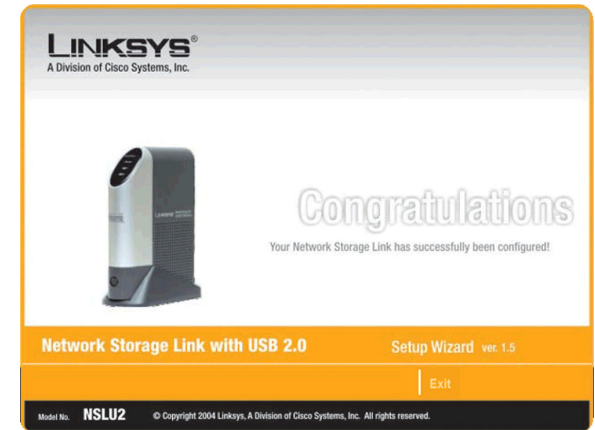 LINKSYS®
A Division of Cisco Systems, Inc.
Congratulations
Your Network Storage Link has successfully been configured!
Network Storage Link with USB 2.0
Setup Wizard ver. 1.5
Exit
Model No. NSLU2 © Copyright 2004 Linksys, A Division of Cisco Systems, Inc. All rights reserved.